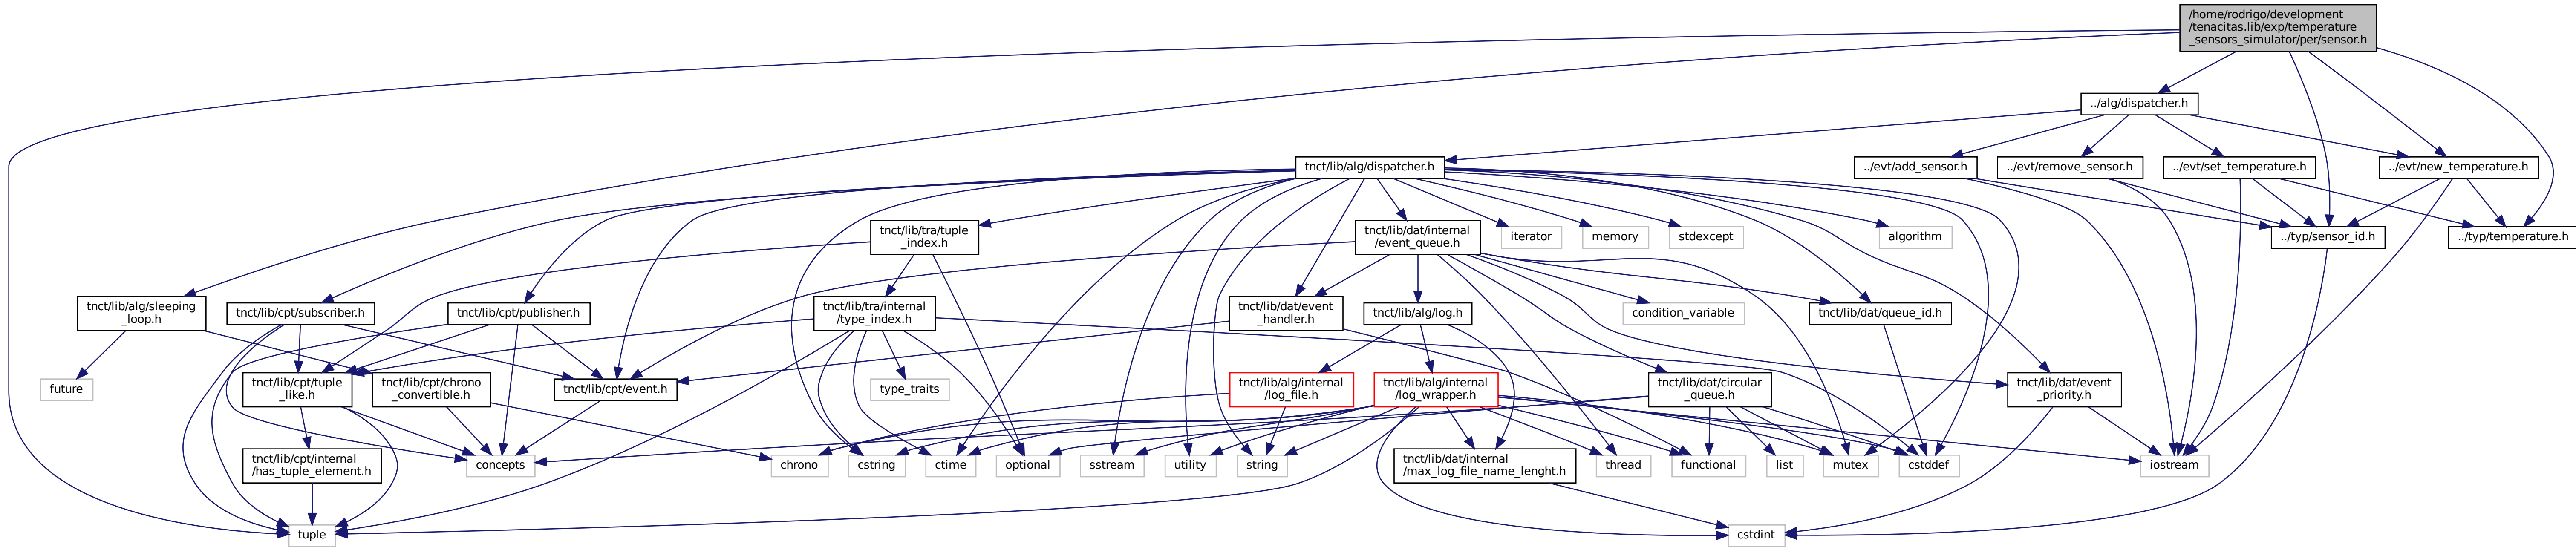 /home/rodrigo/development
/tenacitas.lib/exp/temperature
_sensors_simulator/per/sensor.h
../alg/dispatcher.h
tnct/lib/alg/dispatcher.h
../evt/add_sensor.h
../evt/remove_sensor.h
../evt/set_temperature.h
../evt/new_temperature.h
tnct/lib/tra/tuple
_index.h
tnct/lib/dat/internal
/event_queue.h
iterator
memory
stdexcept
algorithm
../typ/sensor_id.h
../typ/temperature.h
tnct/lib/alg/sleeping
_loop.h
tnct/lib/cpt/subscriber.h
tnct/lib/cpt/publisher.h
tnct/lib/tra/internal
/type_index.h
tnct/lib/dat/event
_handler.h
tnct/lib/alg/log.h
condition_variable
tnct/lib/dat/queue_id.h
future
tnct/lib/cpt/tuple
_like.h
tnct/lib/cpt/chrono
_convertible.h
tnct/lib/cpt/event.h
type_traits
tnct/lib/alg/internal
/log_file.h
tnct/lib/alg/internal
/log_wrapper.h
tnct/lib/dat/circular
_queue.h
tnct/lib/dat/event
_priority.h
tnct/lib/cpt/internal
/has_tuple_element.h
concepts
chrono
cstring
ctime
optional
sstream
utility
string
tnct/lib/dat/internal
/max_log_file_name_lenght.h
thread
functional
list
mutex
cstddef
iostream
tuple
cstdint